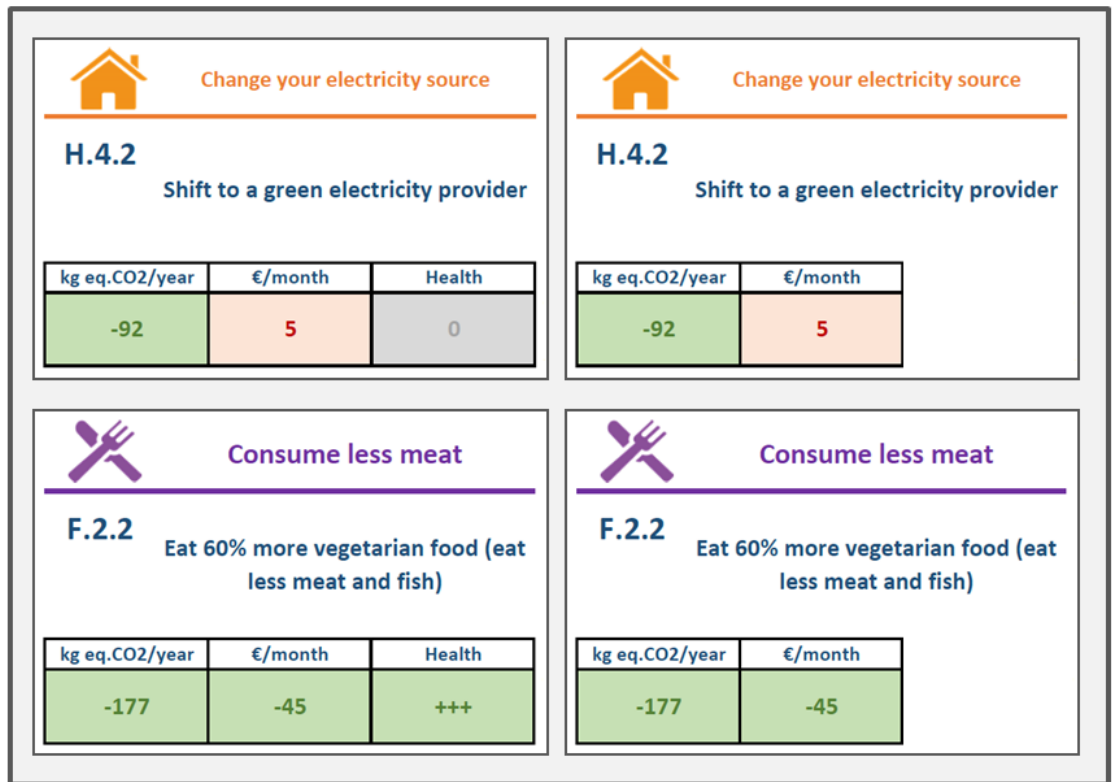 Change your electricity source
H.4.2
Shift to a green electricity provider
kg eq.CO2/year €/month Health
-92 5 0
Change your electricity source
H.4.2
Shift to a green electricity provider
kg eq.CO2/year €/month
-92 5
Consume less meat
F.2.2
Eat 60% more vegetarian food (eat
less meat and fish)
kg eq.CO2/year €/month Health
-177 -45 +++
Consume less meat
F.2.2
Eat 60% more vegetarian food (eat
less meat and fish)
kg eq.CO2/year €/month
-177 -45